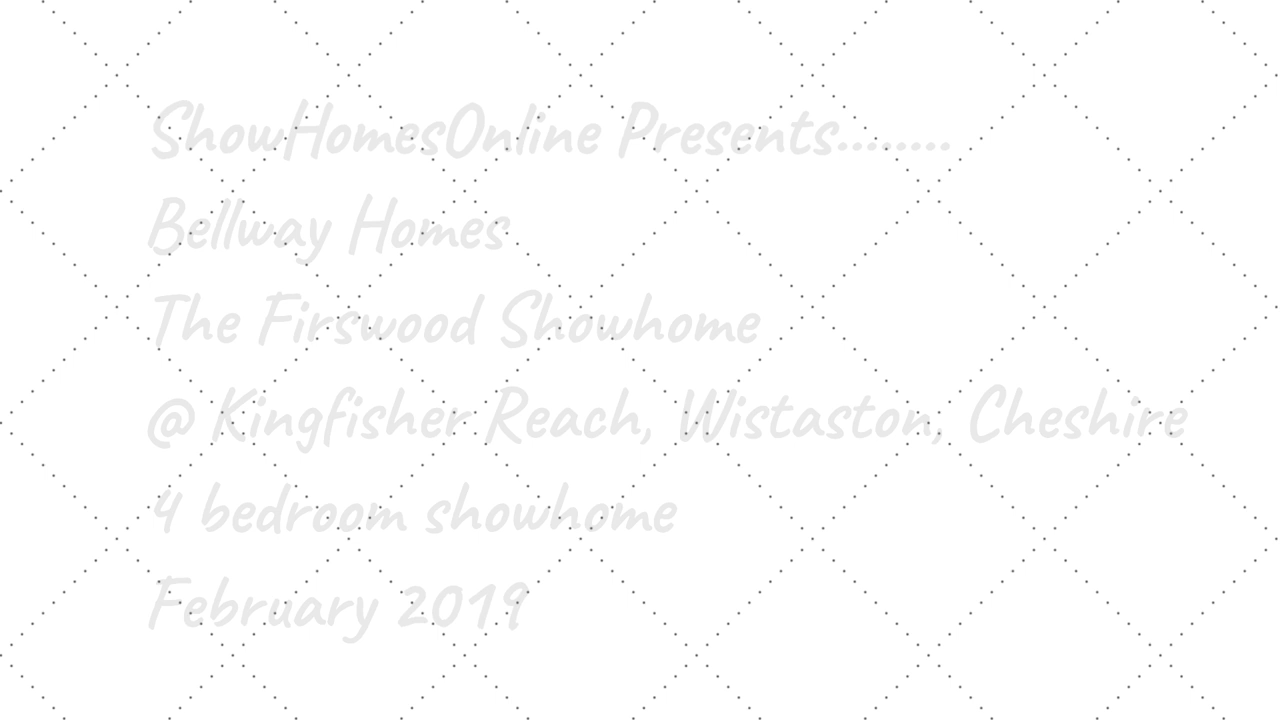 ShowHomesOnline Presents........
Bellway Homes
The Firswood Showhome
@ Kingfisher Reach, Wistaston, Cheshire
4 bedroom showhome
February 2019